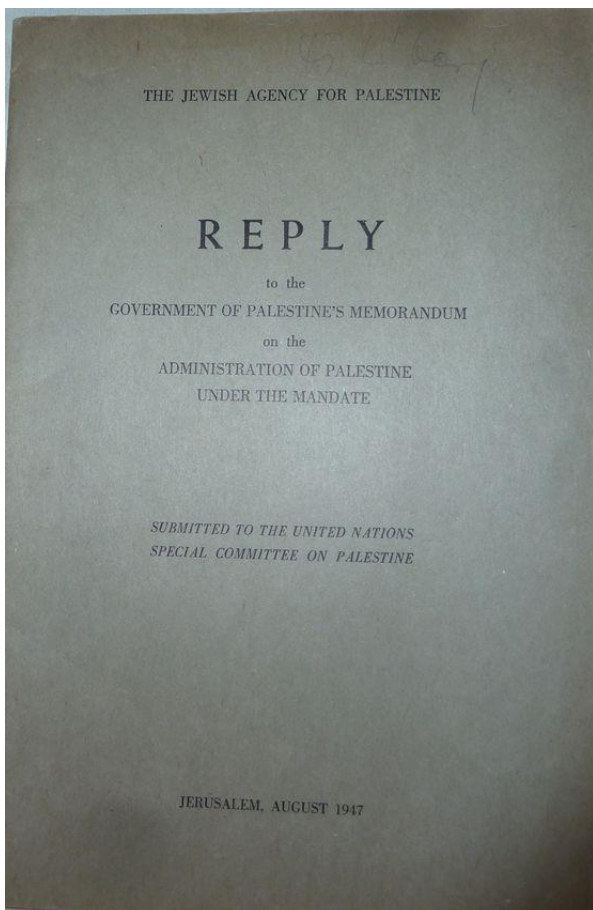 THE JEWISH AGENCY FOR PALESTINE
REPLY
to the
GOVERNMENT OF PALESTINE'S MEMORANDUM
on the
ADMINISTRATION OF PALESTINE
UNDER THE MANDATE
SUBMITTED TO THE UNITED NATIONS
SPECIAL COMMITTEE ON PALESTINE
JERUSALEM, AUGUST 1947